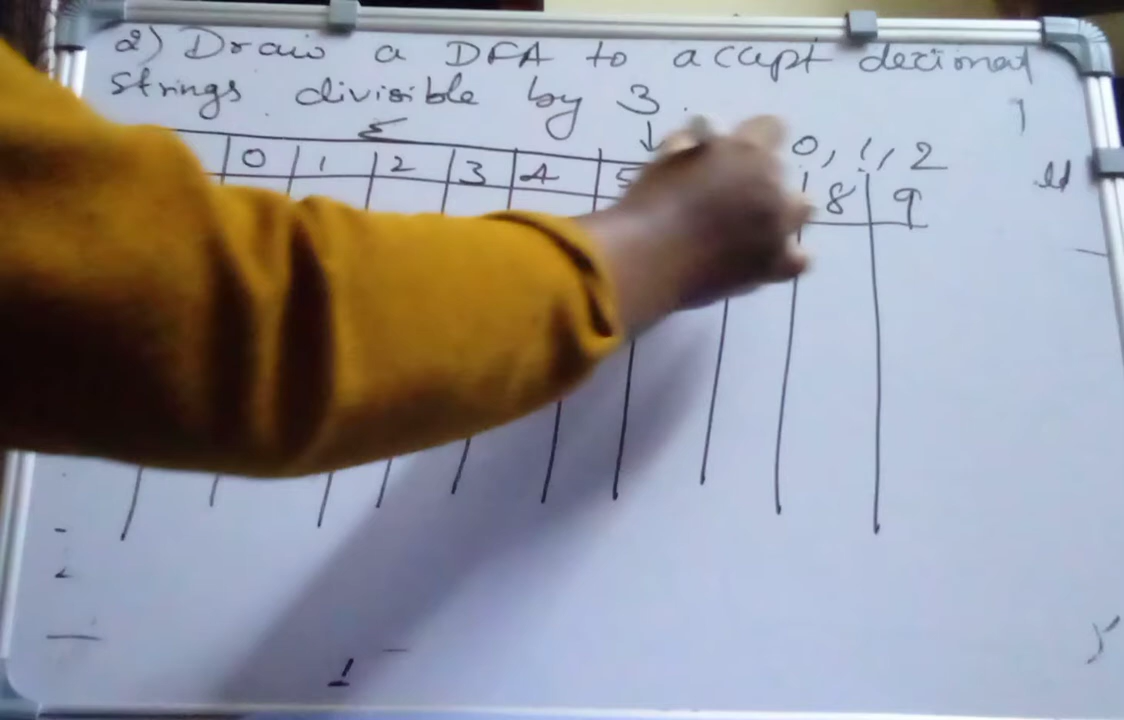 2) Draw a DFA to accept decimal
strings divisible by 3.
Σ ↓ 0, 1, 2
0 1 2 3 4 5 8 9